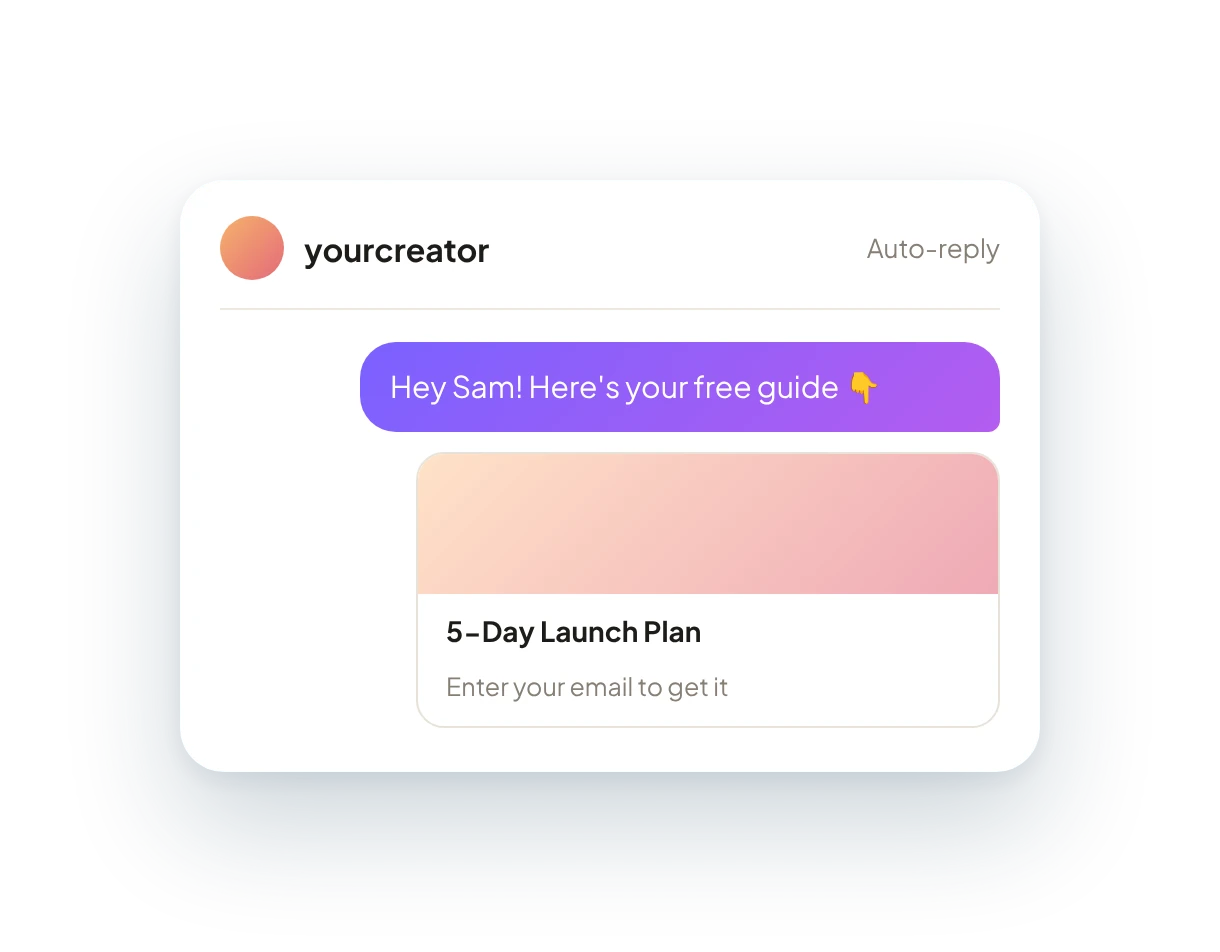 yourcreator
Auto-reply
Hey Sam! Here's your free guide 👇
5-Day Launch Plan
Enter your email to get it